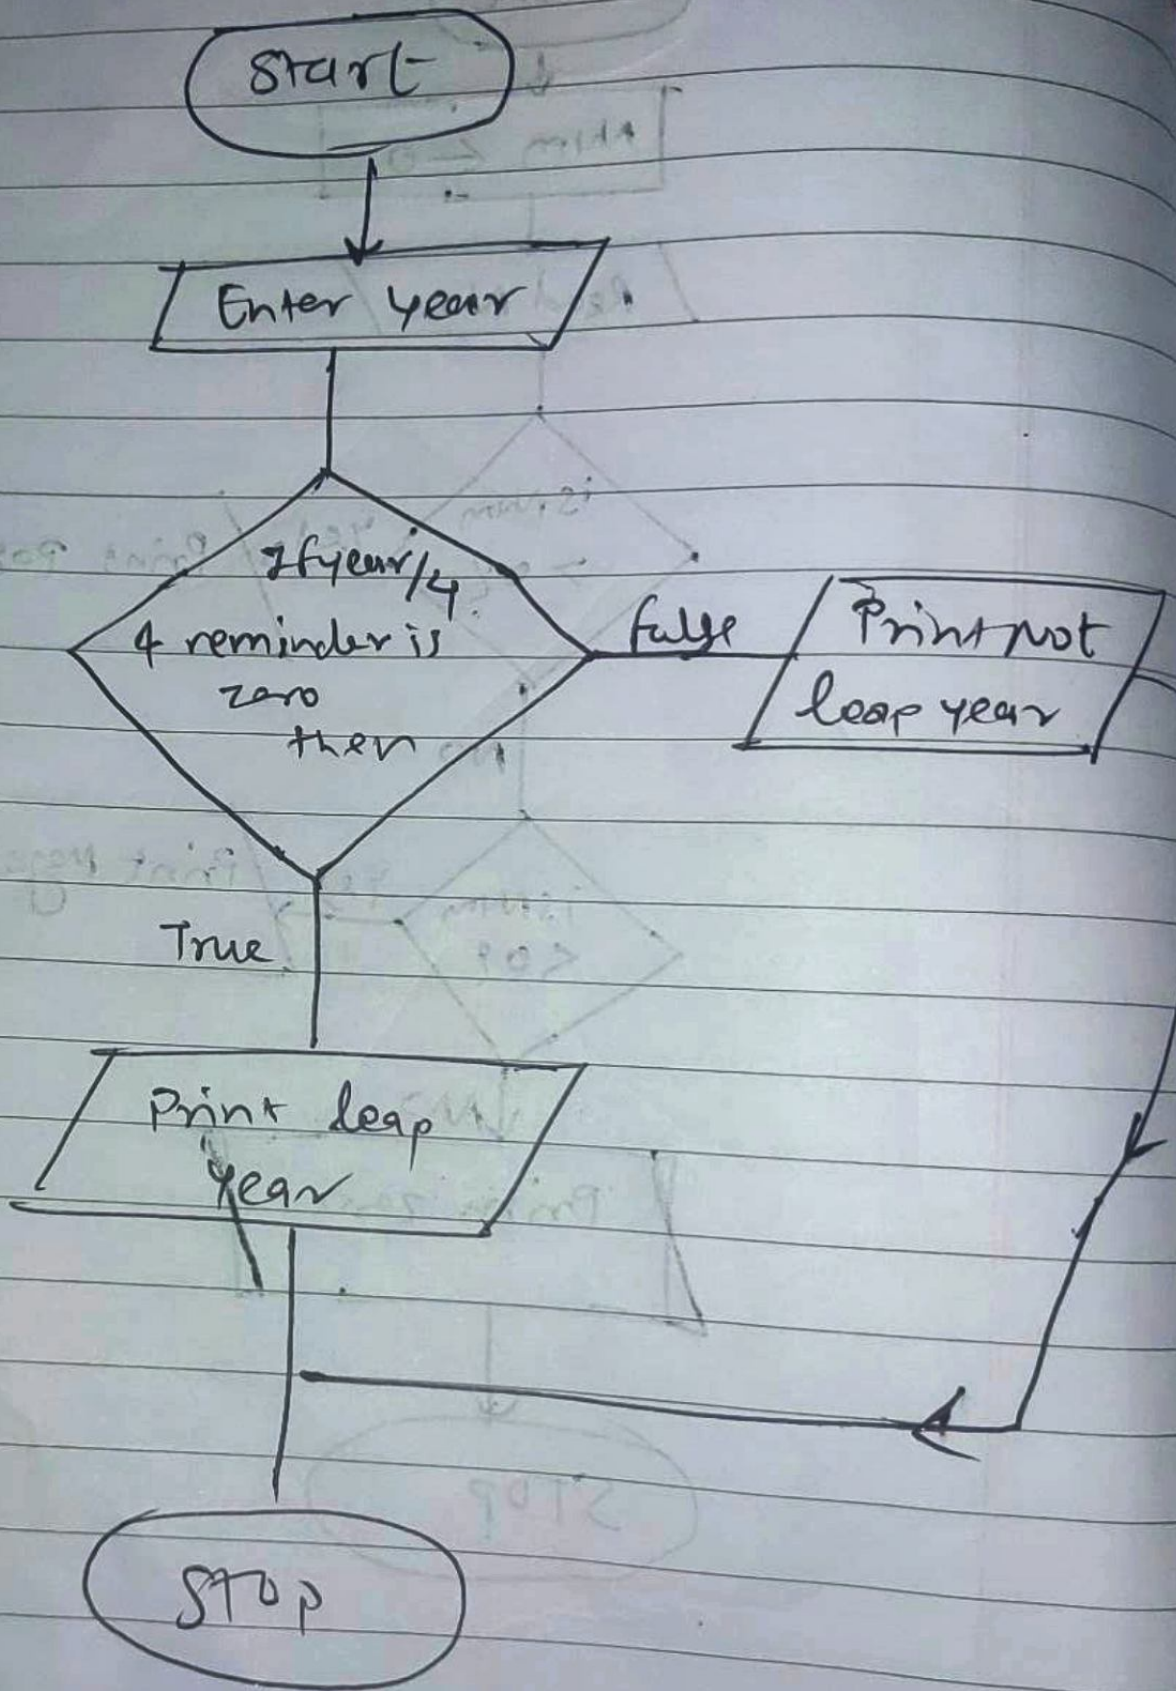 Start
Enter year
If year/4
4 reminder is
zero
then
false
Print Not
leap year
True
Print leap
year
STOP